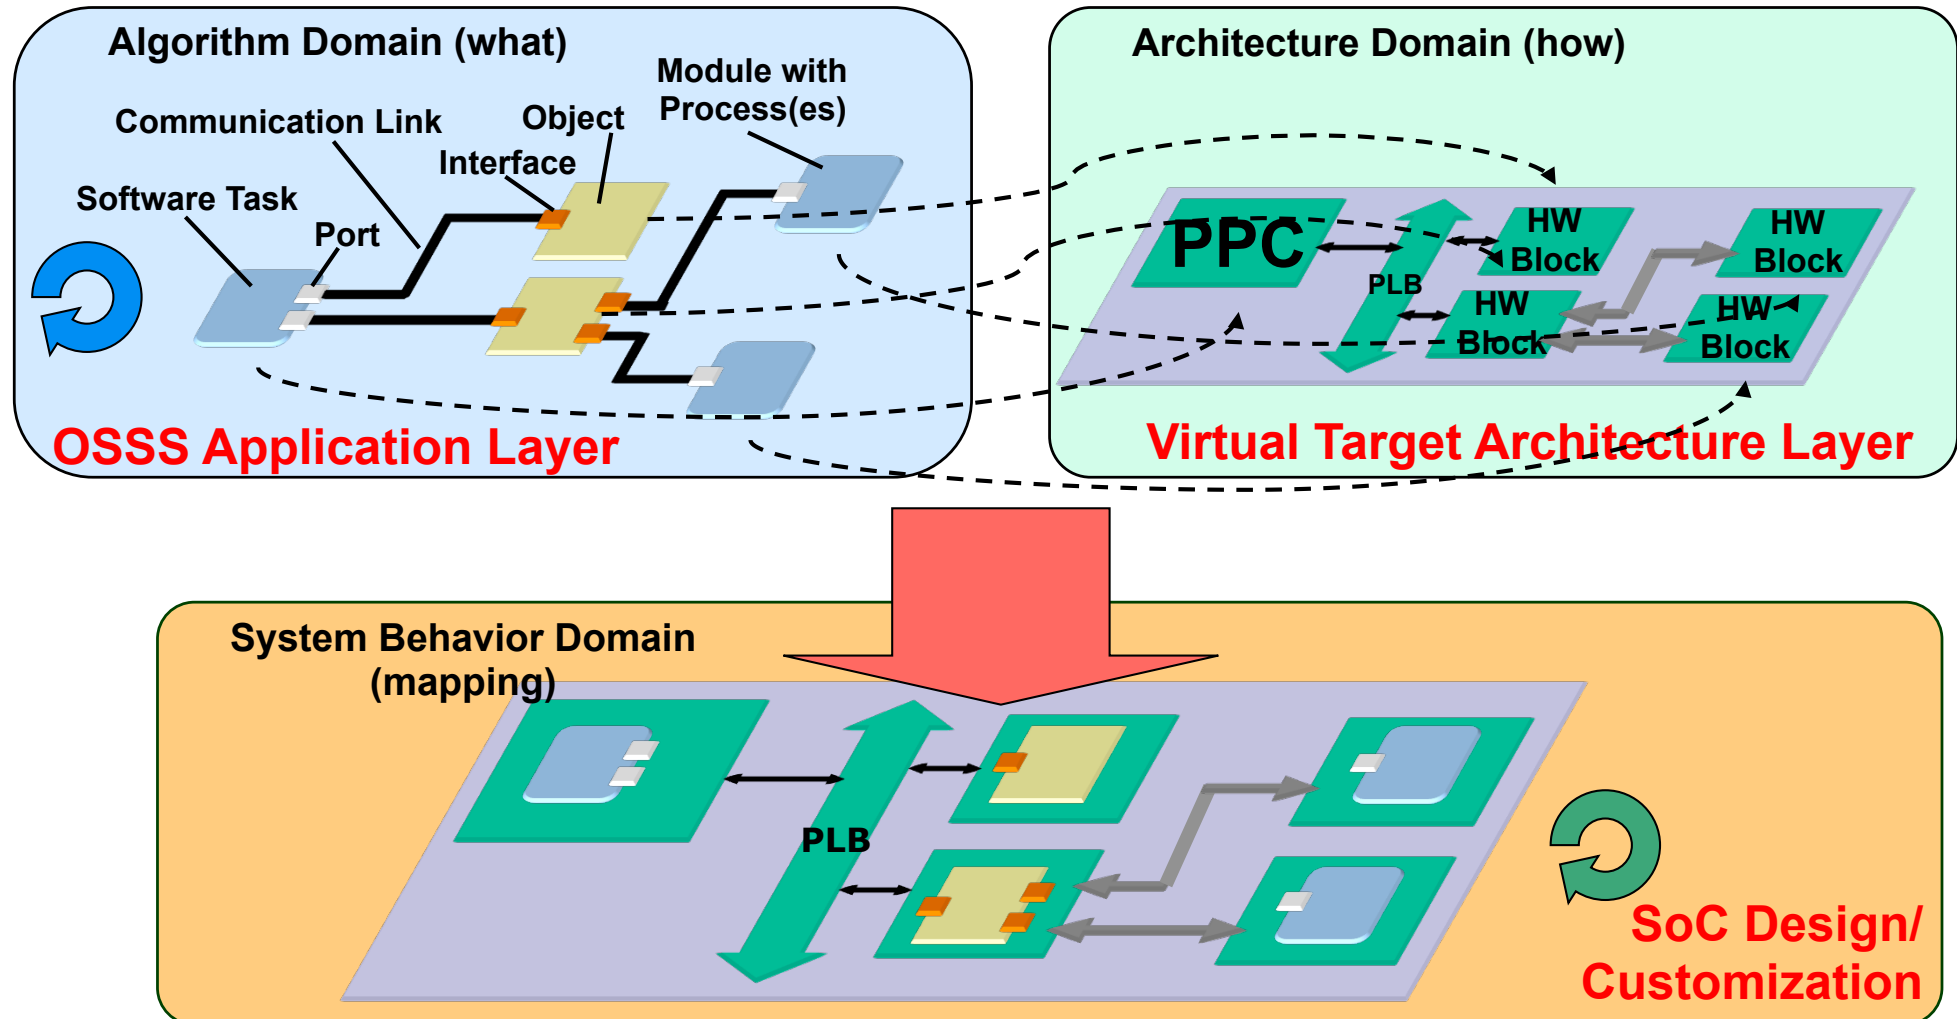 Algorithm Domain (what)
Module with
Process(es)
Communication Link
Object
Interface
Software Task
Port
OSSS Application Layer
Architecture Domain (how)
PPC
PLB
HW
Block
HW
Block
HW
Block
HW
Block
Virtual Target Architecture Layer
System Behavior Domain
(mapping)
PLB
SoC Design/
Customization